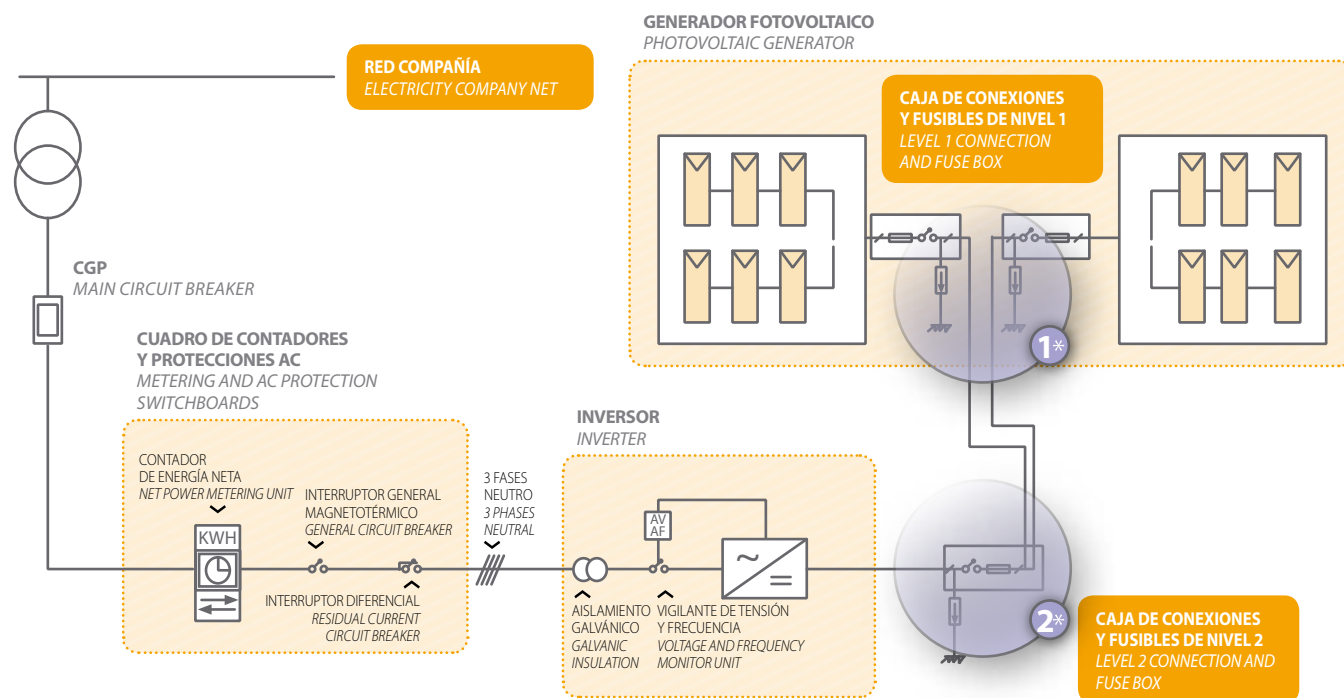 GENERADOR FOTOVOLTAICO
PHOTOVOLTAIC GENERATOR
RED COMPAÑÍA
ELECTRICITY COMPANY NET
CAJA DE CONEXIONES
Y FUSIBLES DE NIVEL 1
LEVEL 1 CONNECTION
AND FUSE BOX
CGP
MAIN CIRCUIT BREAKER
1*
CUADRO DE CONTADORES
Y PROTECCIONES AC
METERING AND AC PROTECTION
SWITCHBOARDS
INVERSOR
INVERTER
CONTADOR
DE ENERGÍA NETA
NET POWER METERING UNIT
INTERRUPTOR GENERAL
MAGNETOTÉRMICO
GENERAL CIRCUIT BREAKER
3 FASES
NEUTRO
3 PHASES
NEUTRAL
KWH
AV
AF
~
=
INTERRUPTOR DIFERENCIAL
RESIDUAL CURRENT
CIRCUIT BREAKER
AISLAMIENTO
GALVÁNICO
GALVANIC
INSULATION
VIGILANTE DE TENSIÓN
Y FRECUENCIA
VOLTAGE AND FREQUENCY
MONITOR UNIT
2*
CAJA DE CONEXIONES
Y FUSIBLES DE NIVEL 2
LEVEL 2 CONNECTION AND
FUSE BOX